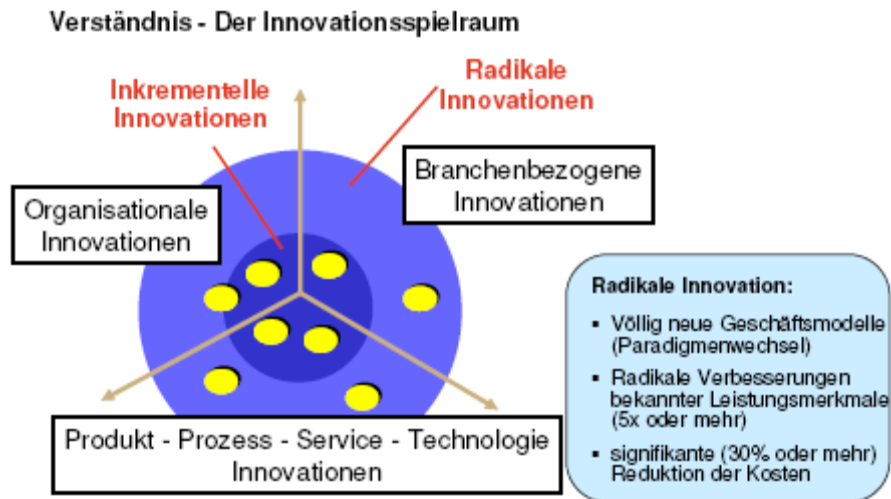 Verständnis - Der Innovationsspielraum
Radikale
Innovationen
Inkrementelle
Innovationen
Branchenbezogene
Innovationen
Organisationale
Innovationen
Radikale Innovation:
▪ Völlig neue Geschäftsmodelle
(Paradigmenwechsel)
▪ Radikale Verbesserungen
bekannter Leistungsmerkmale
(5x oder mehr)
▪ signifikante (30% oder mehr)
Reduktion der Kosten
Produkt - Prozess - Service - Technologie
Innovationen